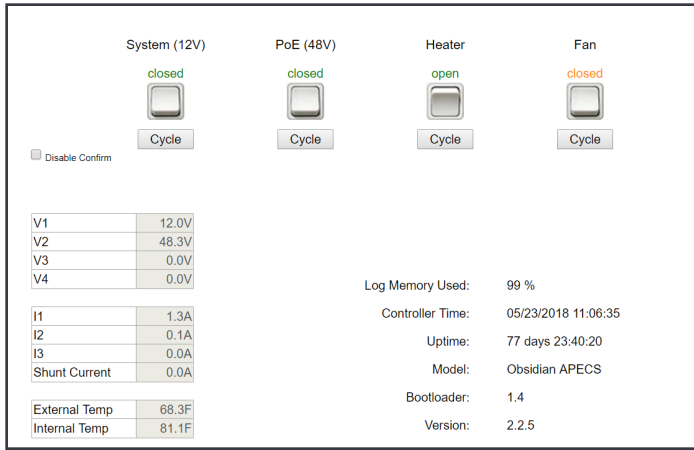 System (12V) PoE (48V) Heater Fan
closed closed open closed
Cycle Cycle Cycle Cycle
Disable Confirm
V1 12.0V
V2 48.3V
V3 0.0V
V4 0.0V
I1 1.3A
I2 0.1A
I3 0.0A
Shunt Current 0.0A
External Temp 68.3F
Internal Temp 81.1F
Log Memory Used: 99 %
Controller Time: 05/23/2018 11:06:35
Uptime: 77 days 23:40:20
Model: Obsidian APECS
Bootloader: 1.4
Version: 2.2.5